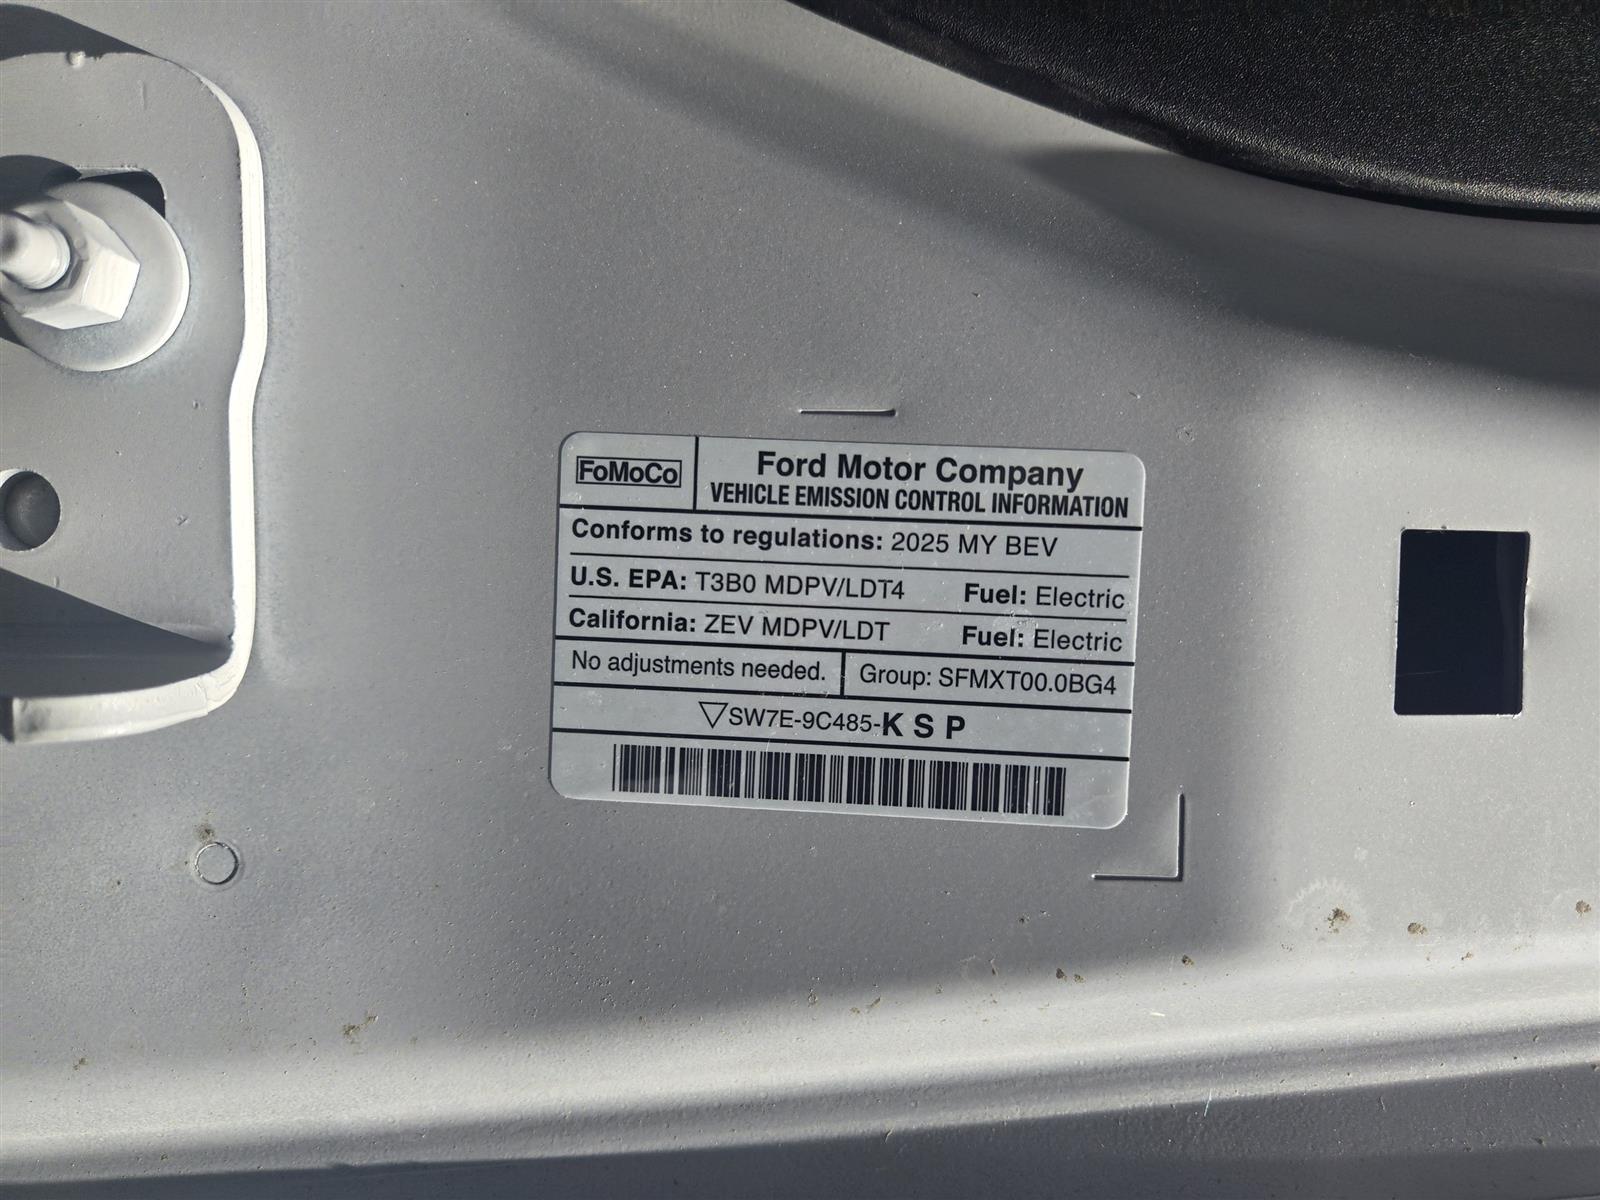 FoMoCo
Ford Motor Company
VEHICLE EMISSION CONTROL INFORMATION
Conforms to regulations: 2025 MY BEV
U.S. EPA: T3B0 MDPV/LDT4 Fuel: Electric
California: ZEV MDPV/LDT Fuel: Electric
No adjustments needed. Group: SFMXT00.0BG4
▽SW7E-9C485-K S P